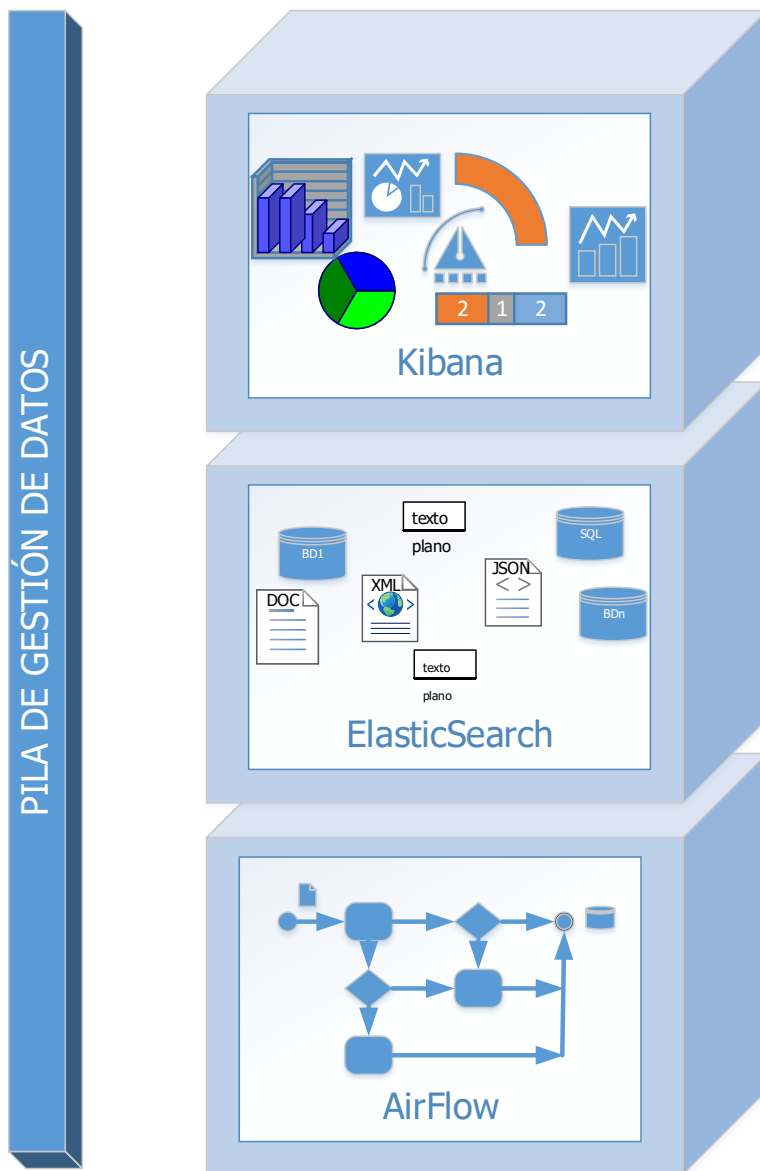 PILA DE GESTIÓN DE DATOS
2 1 2
Kibana
texto
plano
BD1
SQL
DOC
XML
< >
JSON
< >
BDn
texto
plano
ElasticSearch
AirFlow